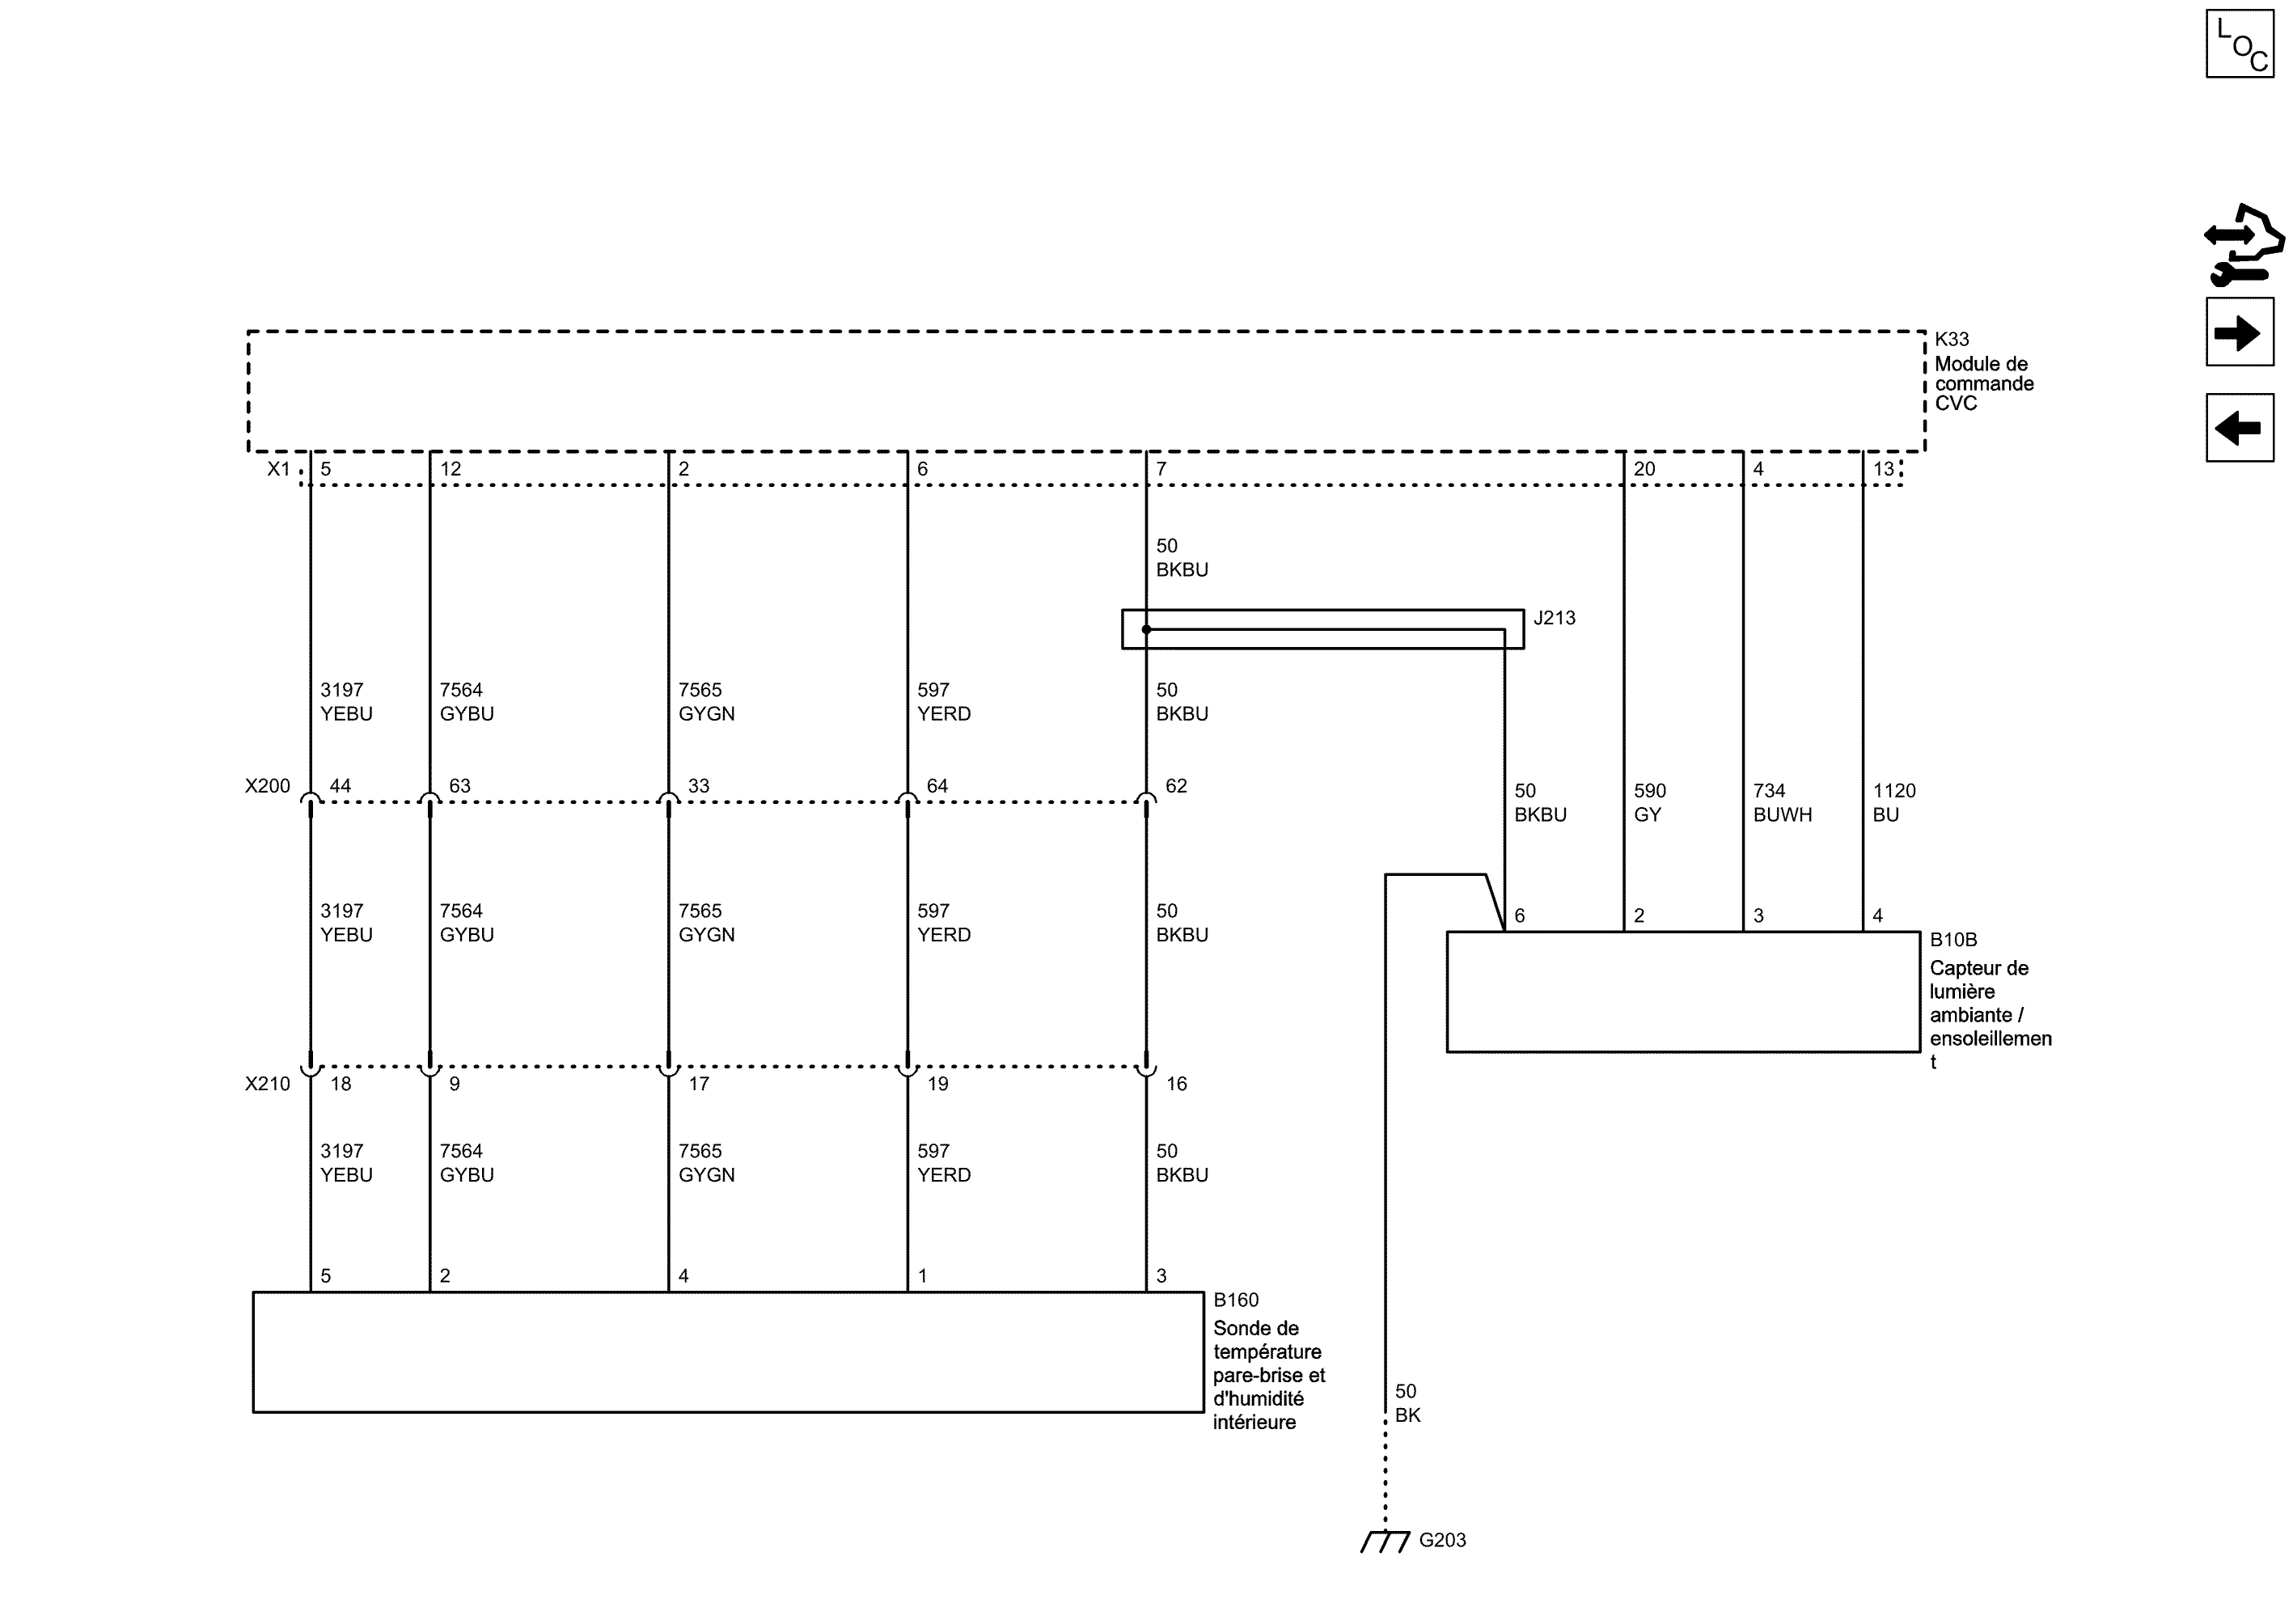 LOC
K33
Module de
commande
CVC
X1 5 12 2 6 7 20 4 13
50
BKBU
J213
3197 7564 7565 597 50
YEBU GYBU GYGN YERD BKBU
X200 44 63 33 64 62
50 590 734 1120
BKBU GY BUWH BU
3197 7564 7565 597 50
YEBU GYBU GYGN YERD BKBU
6 2 3 4
B10B
Capteur de
lumière
ambiante /
ensoleillemen
t
X210 18 9 17 19 16
3197 7564 7565 597 50
YEBU GYBU GYGN YERD BKBU
5 2 4 1 3
B160
Sonde de
température
pare-brise et
d'humidité
intérieure
50
BK
G203